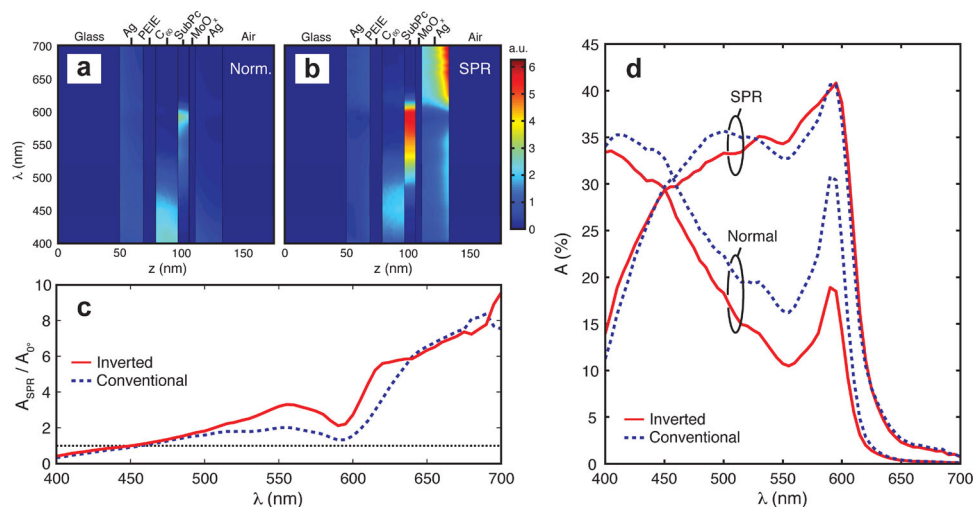 Glass Ag PEIE C60 SubPc MoOx Ag Air
Glass Ag PEIE C60 SubPc MoOx Ag Air
a Norm.
b SPR
700
650
600
550
500
450
400
λ (nm)
0 50 100 150
z (nm)
0 50 100 150
z (nm)
a.u.
6
5
4
3
2
1
0
c
10
8
6
4
2
0
ASPR / A0°
Inverted
Conventional
400 450 500 550 600 650 700
λ (nm)
d
45
40
35
30
25
20
15
10
5
0
A (%)
SPR
Normal
Inverted
Conventional
400 450 500 550 600 650 700
λ (nm)